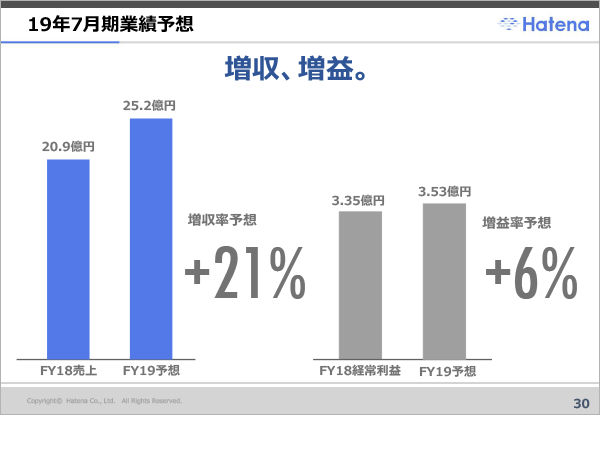 19年7月期業績予想
Hatena
増収、増益。
25.2億円
20.9億円
増収率予想
+21%
FY18売上
FY19予想
3.53億円
3.35億円
増益率予想
+6%
FY18経常利益
FY19予想
Copyright© Hatena Co., Ltd. All Rights Reserved.
30